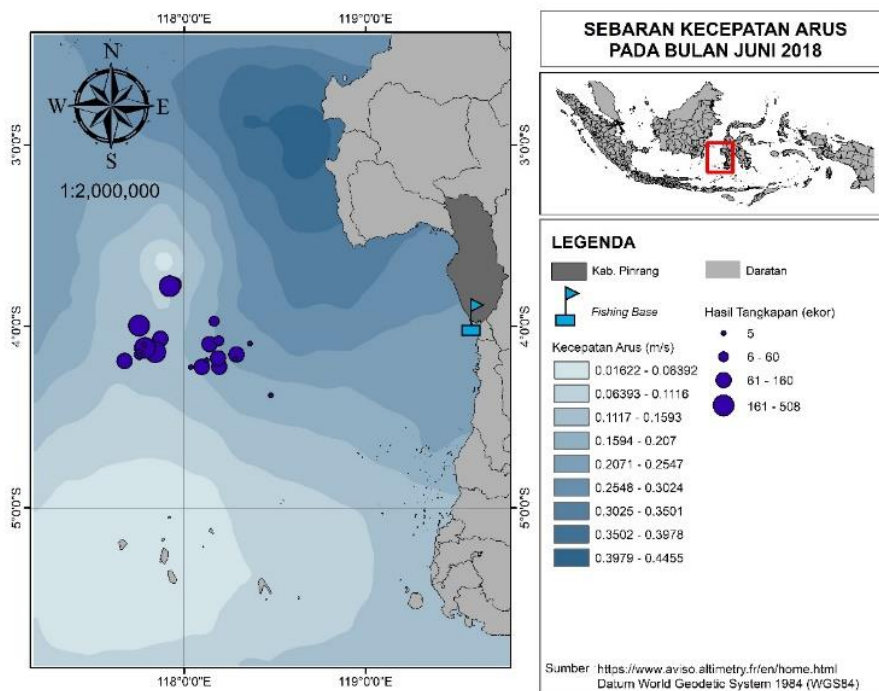 118°0'0"E 119°0'0"E
N
W E
S
1:2,000,000
3°0'0"S 3°0'0"S
4°0'0"S 4°0'0"S
5°0'0"S 5°0'0"S
118°0'0"E 119°0'0"E
SEBARAN KECEPATAN ARUS
PADA BULAN JUNI 2018
LEGENDA
Kab. Pinrang
Daratan
Fishing Base
Hasil Tangkapan (ekor)
5
6 - 60
61 - 160
161 - 508
Kecepatan Arus (m/s)
0.01622 - 0.06392
0.06393 - 0.1116
0.1117 - 0.1593
0.1594 - 0.207
0.2071 - 0.2547
0.2548 - 0.3024
0.3025 - 0.3501
0.3502 - 0.3978
0.3979 - 0.4455
Sumber https://www.aviso.altimetry.fr/en/home.html
Datum World Geodetic System 1984 (WGS84)